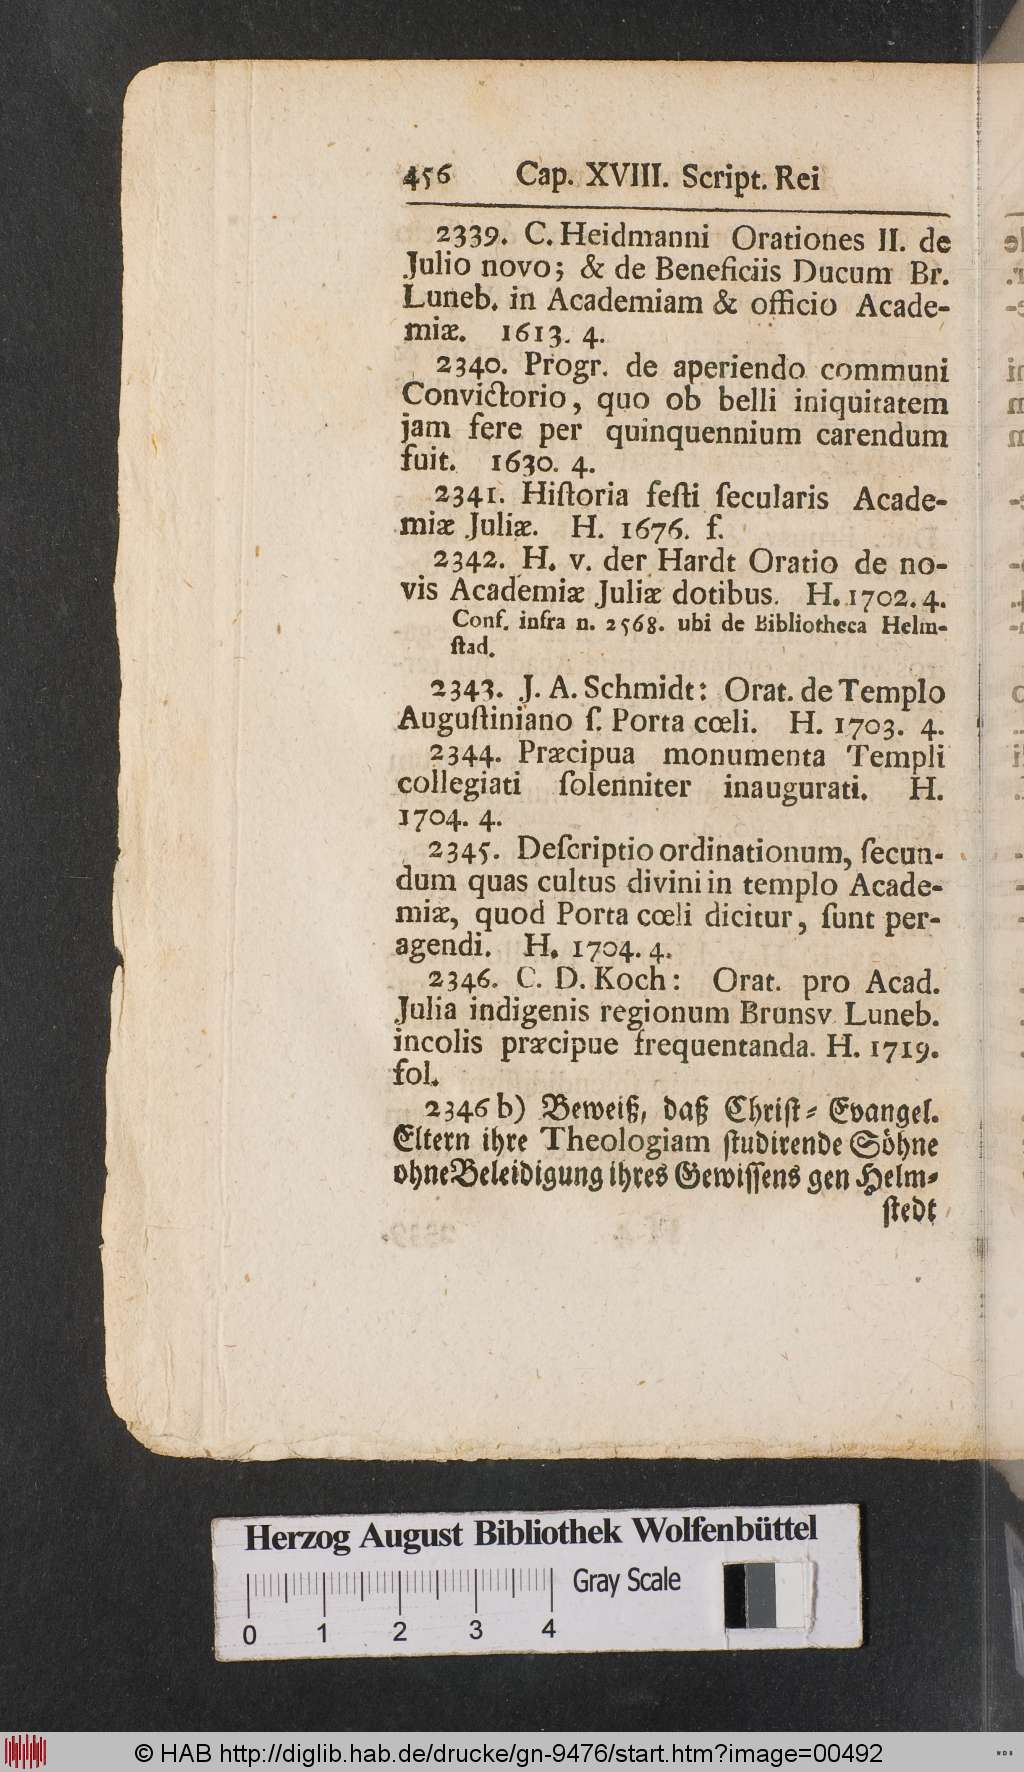 456 Cap. XVIII. Script. Rei
2339. C. Heidmanni Orationes II. de
Julio novo; & de Beneficiis Ducum Br.
Luneb. in Academiam & officio Acade-
miæ. 1613. 4.
2340. Progr. de aperiendo communi
Convictorio, quo ob belli iniquitatem
jam fere per quinquennium carendum
fuit. 1630. 4.
2341. Hiſtoria feſti ſecularis Acade-
miæ Juliæ. H. 1676. f.
2342. H. v. der Hardt Oratio de no-
vis Academiæ Juliæ dotibus. H. 1702. 4.
Conf. infra n. 2568. ubi de Bibliotheca Helm-
ſtad.
2343. J. A. Schmidt: Orat. de Templo
Auguſtiniano ſ. Porta cœli. H. 1703. 4.
2344. Præcipua monumenta Templi
collegiati ſolenniter inaugurati. H.
1704. 4.
2345. Deſcriptio ordinationum, ſecun-
dum quas cultus divini in templo Acade-
miæ, quod Porta cœli dicitur, ſunt per-
agendi. H. 1704. 4.
2346. C. D. Koch: Orat. pro Acad.
Julia indigenis regionum Brunsv. Luneb.
incolis præcipue frequentanda. H. 1719.
fol.
2346 b) Beweiß, daß Chriſt-Evangel.
Eltern ihre Theologiam ſtudirende Söhne
ohne Beleidigung ihres Gewiſſens gen Helm-
ſtedt
Herzog August Bibliothek Wolfenbüttel
Gray Scale
0 1 2 3 4
© HAB http://diglib.hab.de/drucke/gn-9476/start.htm?image=00492